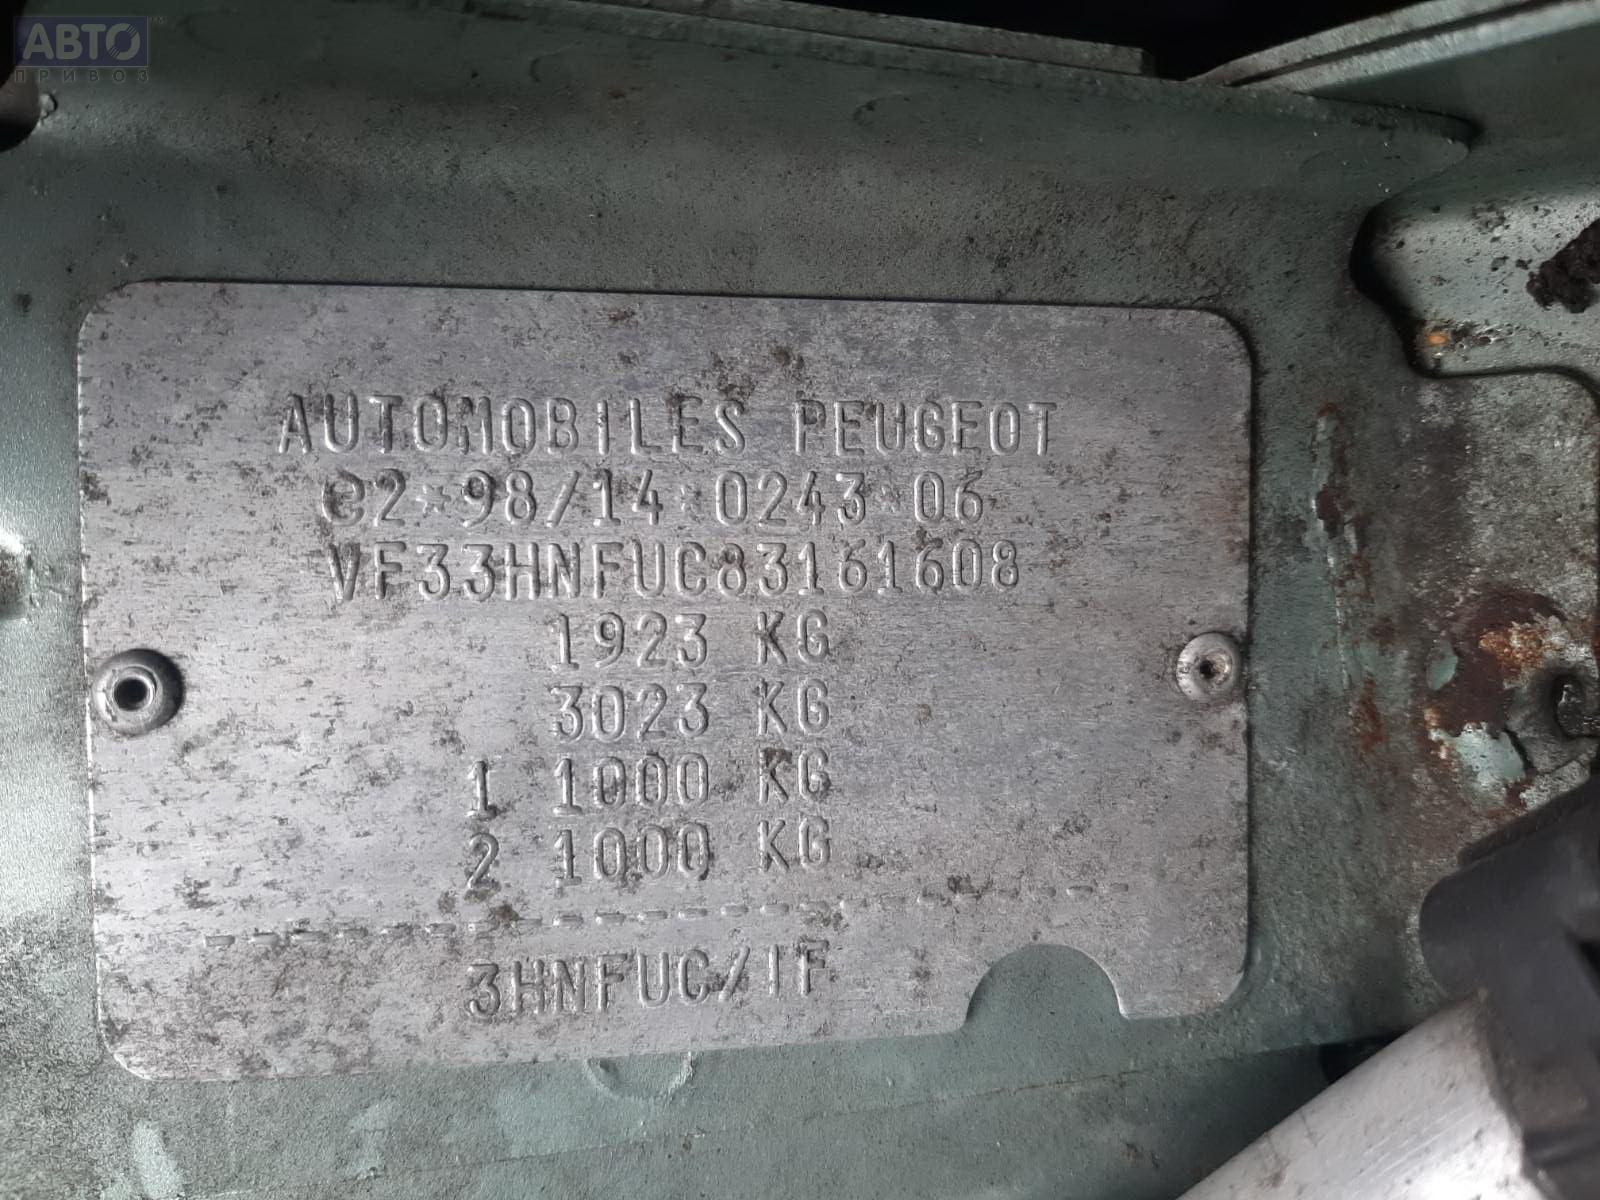 АВТО™
ПРИВОЗ
AUTOMOBILES PEUGEOT
e2*98/14*0243*06
VF33HNFUC83161608
1923 KG
3023 KG
1 1000 KG
2 1000 KG
3HNFUC/IF